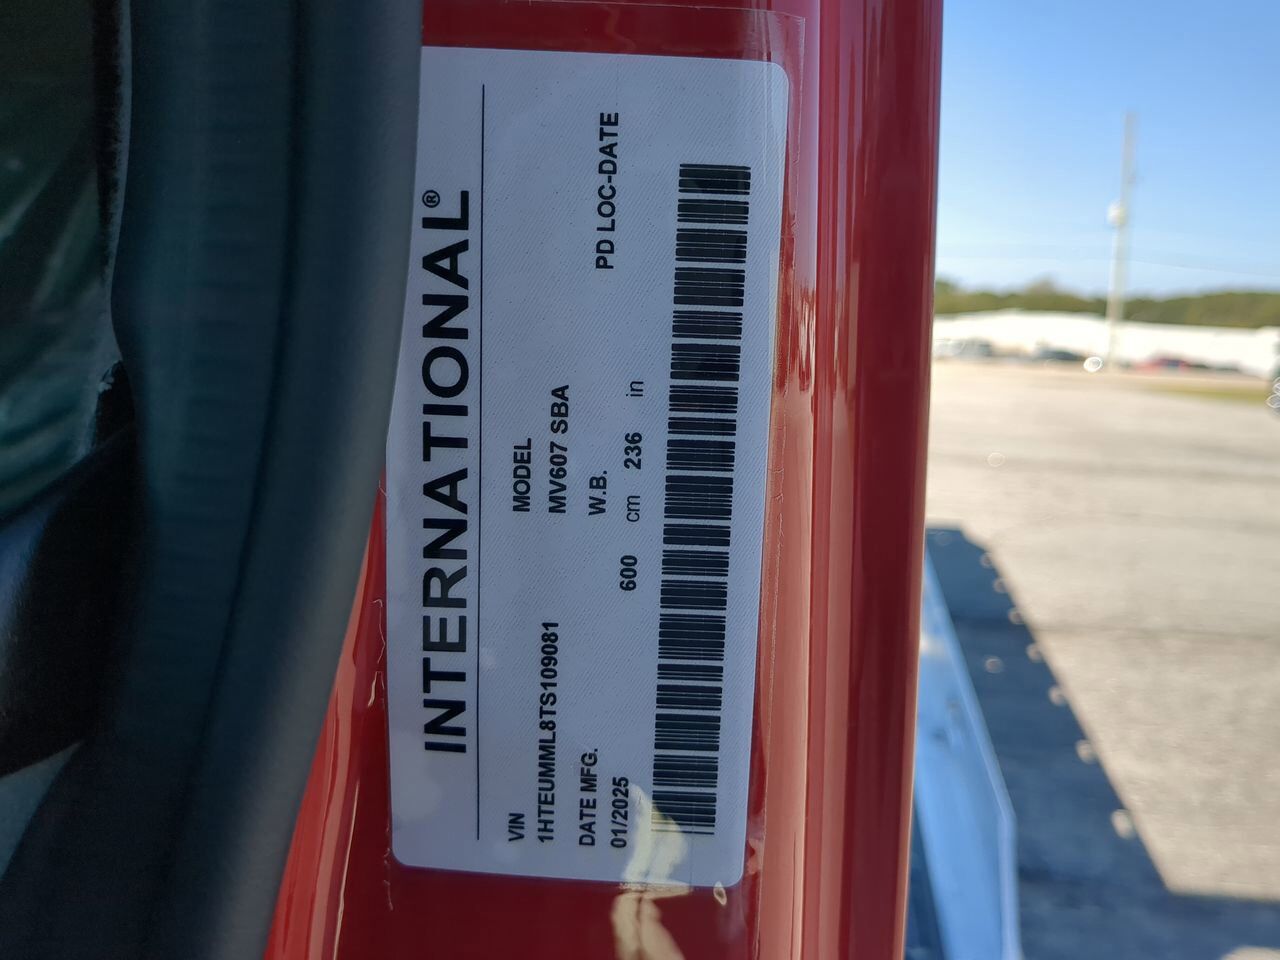 INTERNATIONAL®
VIN
1HTEUMML8TS109081
MODEL
MV607 SBA
DATE MFG.
01/2025
W.B.
600 cm 236 in
PD LOC-DATE